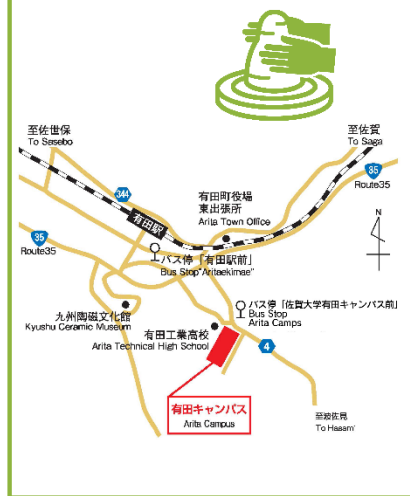 至佐世保
To Sasebo
至佐賀
To Saga
344
35
Route35
有田駅
有田町役場
東出張所
Arita Town Office
N
35
Route35
バス停「有田駅前」
Bus Stop"Aritaekimae"
バス停「佐賀大学有田キャンパス前」
Bus Stop
Arita Camps
九州陶磁文化館
Kyushu Ceramic Museum
有田工業高校
Arita Technical High School
4
有田キャンパス
Arita Campus
至波佐見
To Hasami